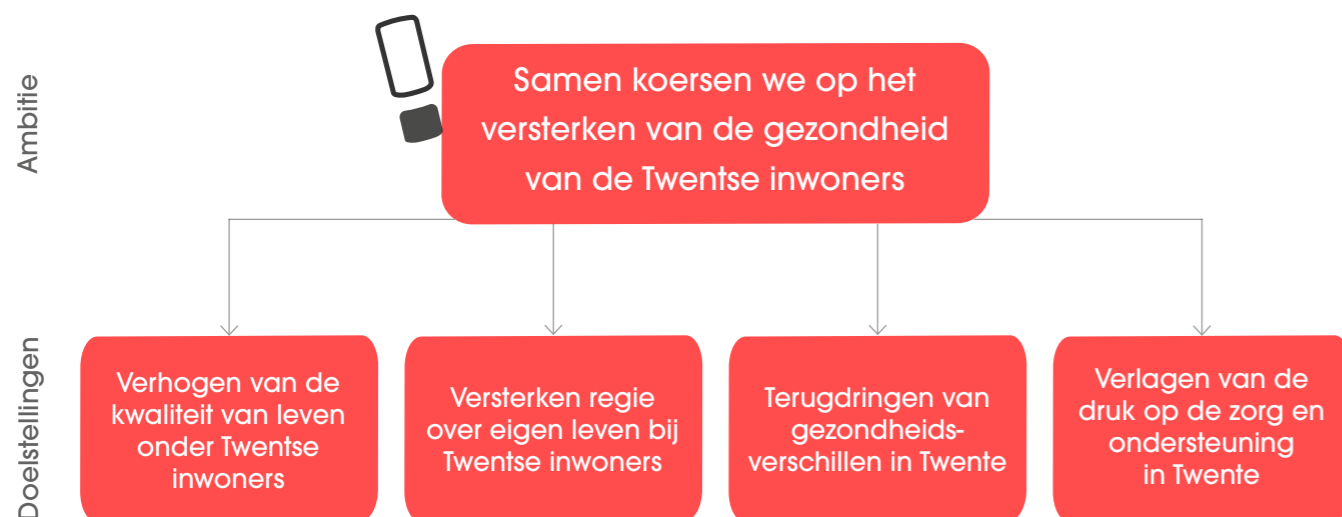 Ambitie
Samen koersen we op het
versterken van de gezondheid
van de Twentse inwoners
Doelstellingen
Verhogen van de
kwaliteit van leven
onder Twentse
inwoners
Versterken regie
over eigen leven bij
Twentse inwoners
Terugdringen van
gezondheids-
verschillen in Twente
Verlagen van de
druk op de zorg en
ondersteuning
in Twente